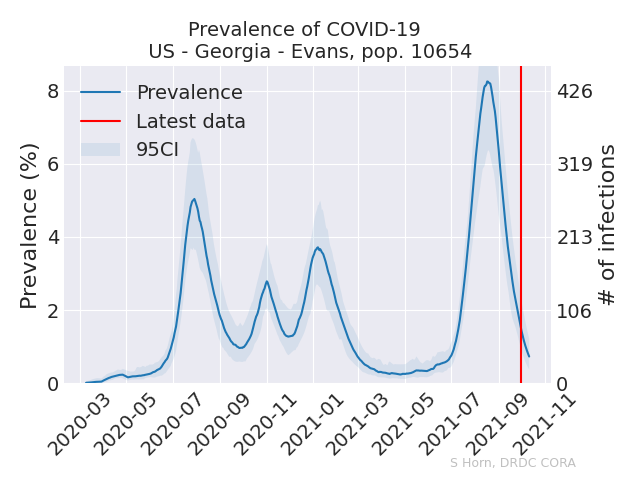 Prevalence of COVID-19
US - Georgia - Evans, pop. 10654
Prevalence
Latest data
95CI
Prevalence (%)
8
6
4
2
0
426
319
213
106
0
# of infections
2020-03
2020-05
2020-07
2020-09
2020-11
2021-01
2021-03
2021-05
2021-07
2021-09
2021-11
S Horn, DRDC CORA